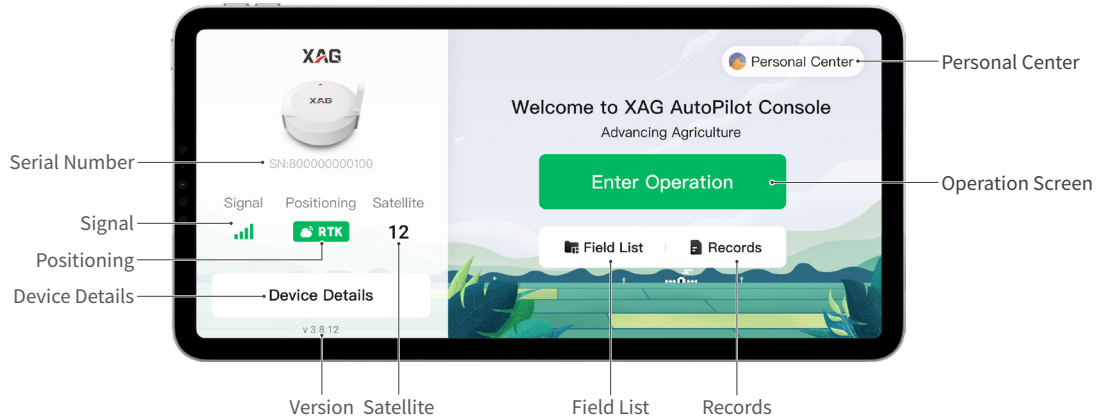 XAG
XAG
Personal Center
Personal Center
Welcome to XAG AutoPilot Console
Advancing Agriculture
Serial Number
SN:800000000100
Enter Operation
Operation Screen
Signal Positioning Satellite
Signal
RTK 12
Field List Records
Positioning
Device Details
Device Details
v 3.8.12
Version Satellite Field List Records